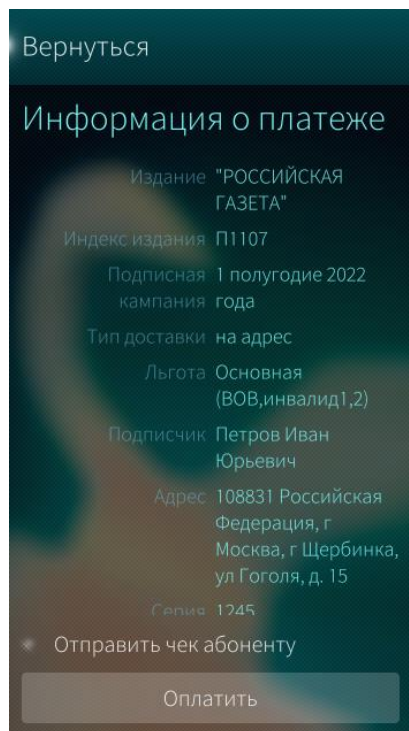 Вернуться
Информация о платеже
Издание "РОССИЙСКАЯ
ГАЗЕТА"
Индекс издания П1107
Подписная 1 полугодие 2022
кампания года
Тип доставки на адрес
Льгота Основная
(ВОВ,инвалид1,2)
Подписчик Петров Иван
Юрьевич
Адрес 108831 Российская
Федерация, г
Москва, г Щербинка,
ул Гоголя, д. 15
Серия 1245
Отправить чек абоненту
Оплатить